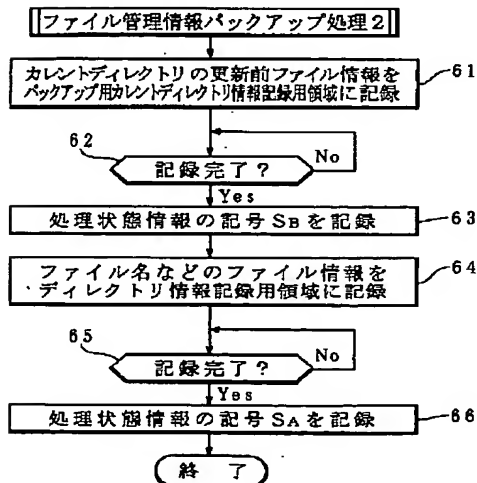 ファイル管理情報バックアップ処理2
カレントディレクトリの更新前ファイル情報を
バックアップ用カレントディレクトリ情報記録用領域に記録
61
62
記録完了?
No
Yes
処理状態情報の記号SBを記録
63
ファイル名などのファイル情報を
ディレクトリ情報記録用領域に記録
64
65
記録完了?
No
Yes
処理状態情報の記号SAを記録
66
終 了